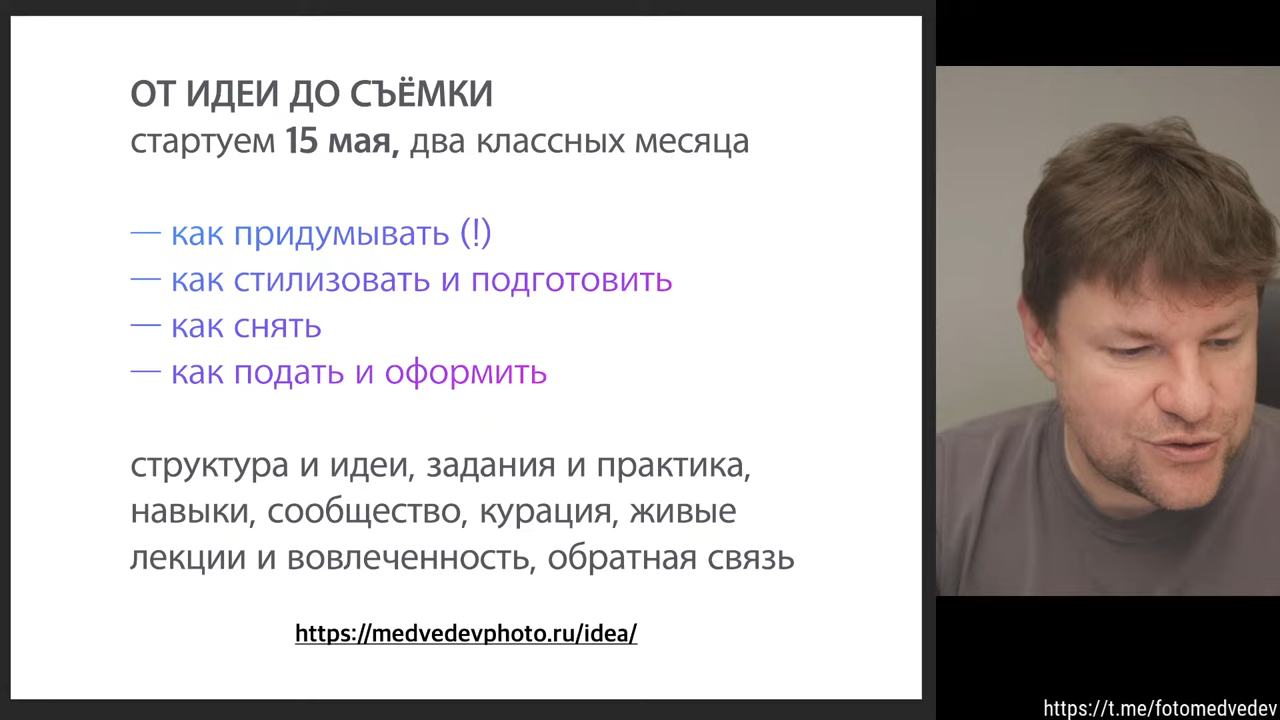 ОТ ИДЕИ ДО СЪЁМКИ
стартуем 15 мая, два классных месяца
— как придумывать (!)
— как стилизовать и подготовить
— как снять
— как подать и оформить
структура и идеи, задания и практика,
навыки, сообщество, курация, живые
лекции и вовлеченность, обратная связь
https://medvedevphoto.ru/idea/
https://t.me/fotomedvedev